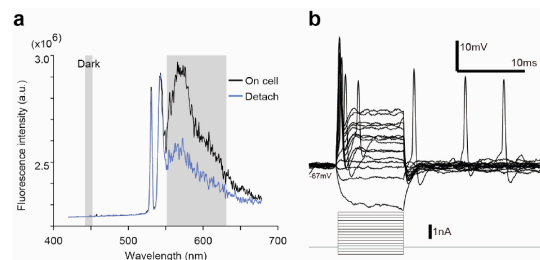 a
(x10⁶)
3.0
2.5
Dark
On cell
Detach
Fluorescence intensity (a.u.)
400 500 600 700
Wavelength (nm)
b
10mV
10ms
-67mV
1nA